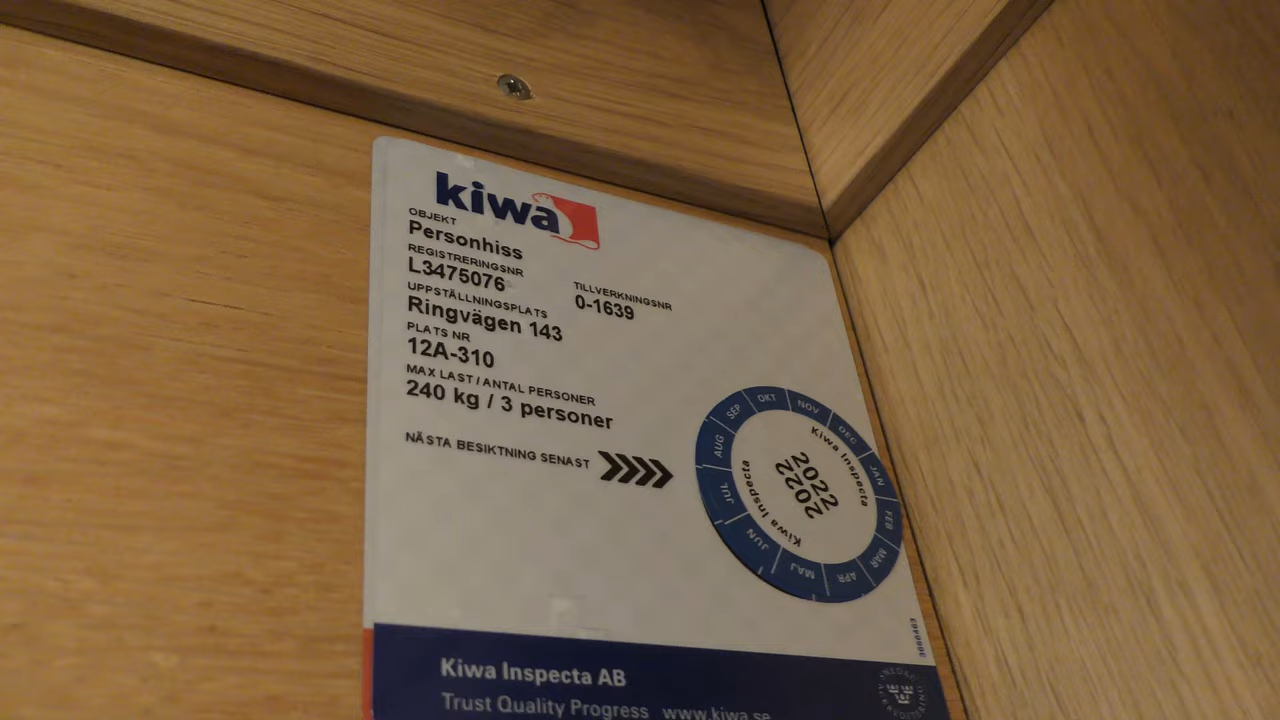 kiwa
OBJEKT
Personhiss
REGISTRERINGSNR
L3475076
TILLVERKNINGSNR
0-1639
UPPSTÄLLNINGSPLATS
Ringvägen 143
PLATS NR
12A-310
MAX LAST / ANTAL PERSONER
240 kg / 3 personer
NÄSTA BESIKTNING SENAST
JAN
FEB
MAR
APR
MAJ
JUN
JUL
AUG
SEP
OKT
NOV
DEC
Kiwa Inspecta
2022
2022
Kiwa Inspecta
Kiwa Inspecta AB
Trust Quality Progress www.kiwa.se